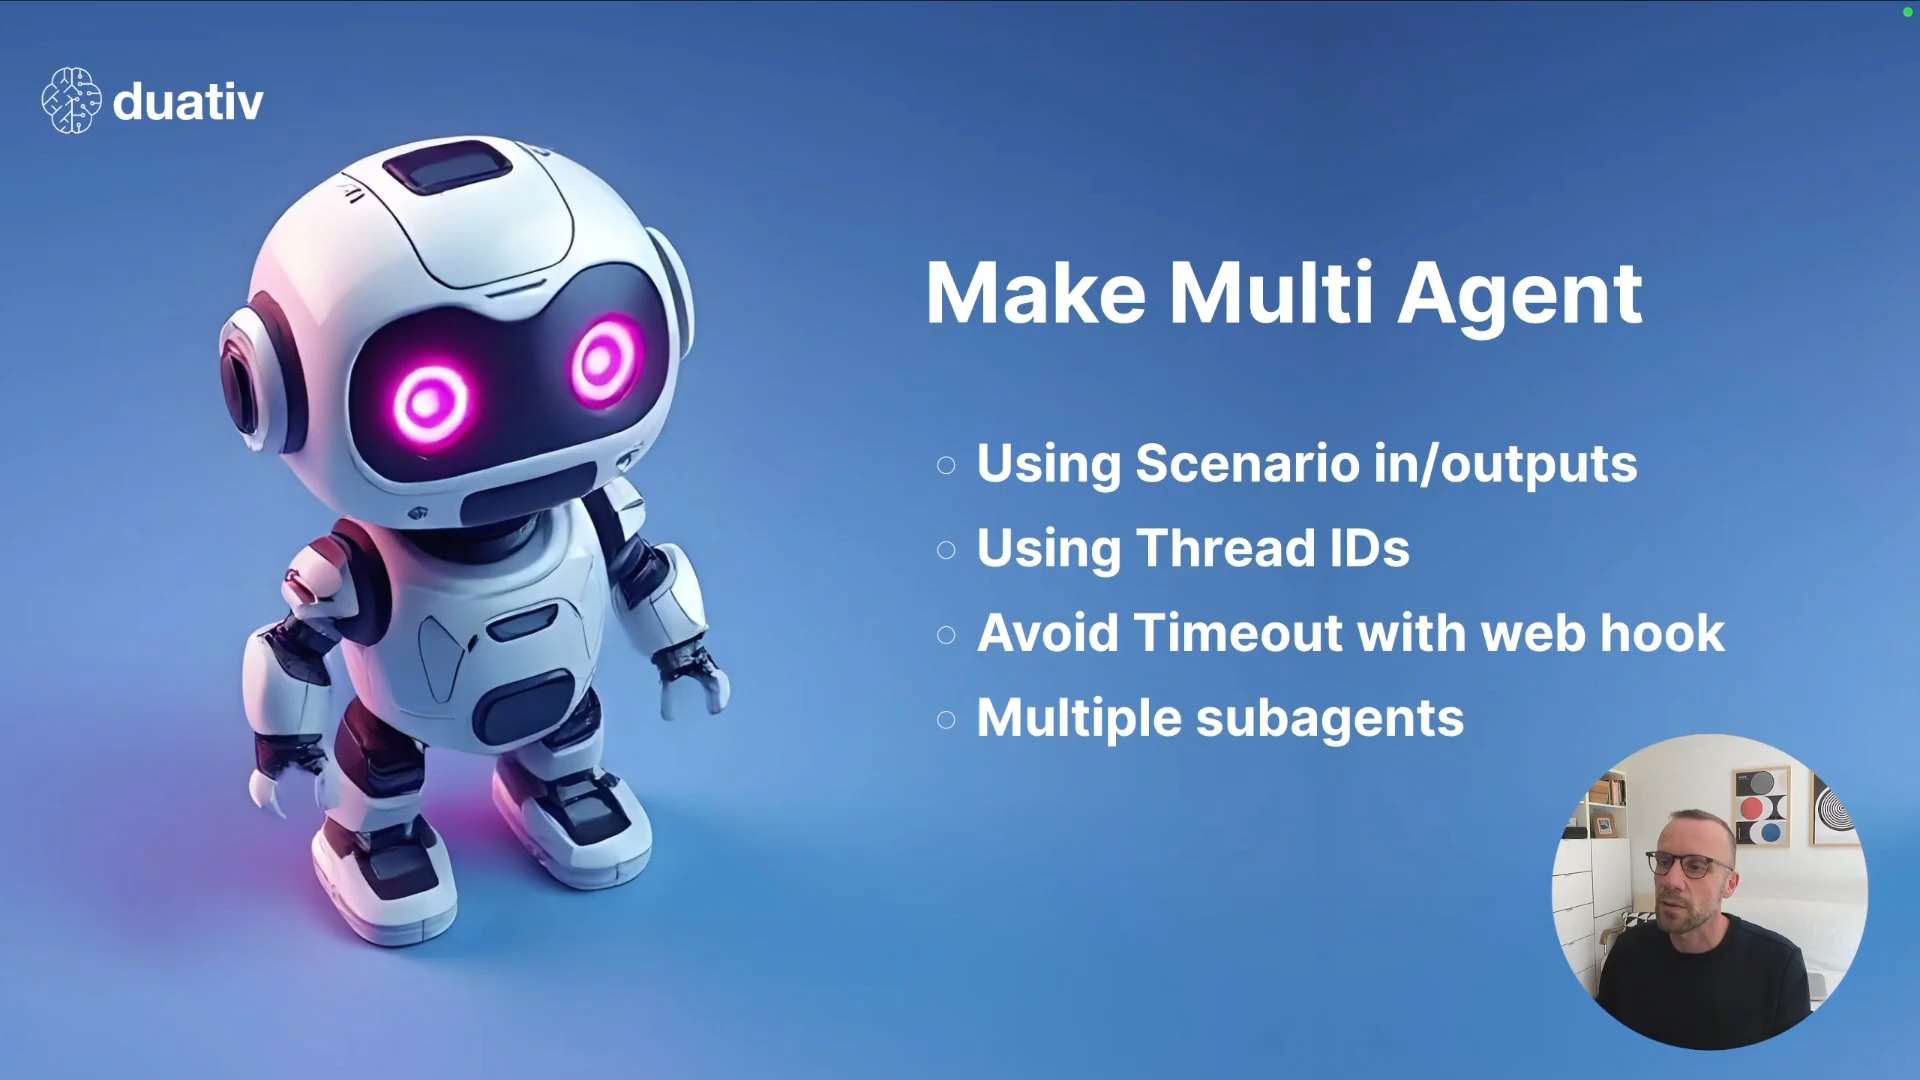 duativ
Make Multi Agent
Using Scenario in/outputs
Using Thread IDs
Avoid Timeout with web hook
Multiple subagents